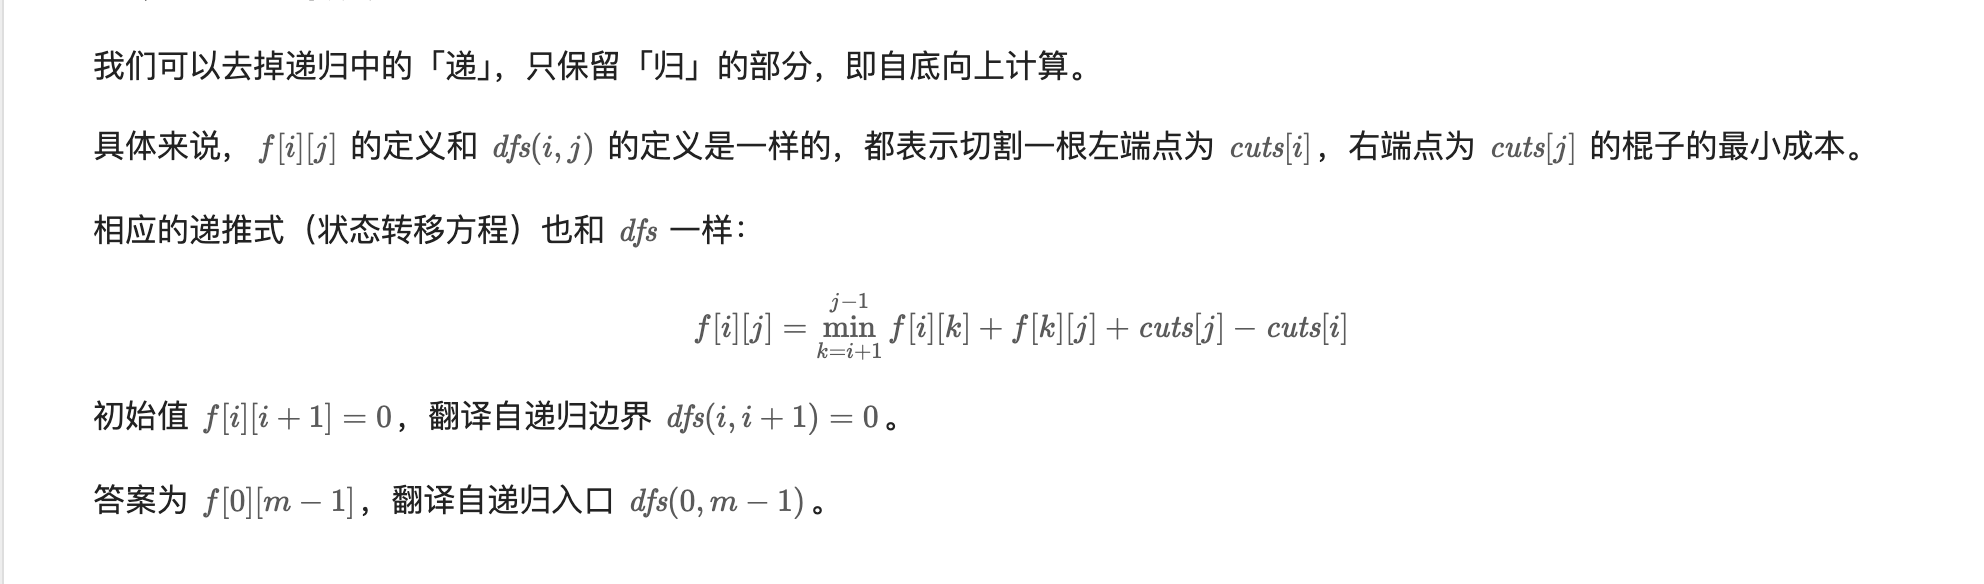 我们可以去掉递归中的「递」，只保留「归」的部分，即自底向上计算。
具体来说，f[i][j] 的定义和 dfs(i, j) 的定义是一样的，都表示切割一根左端点为 cuts[i]，右端点为 cuts[j] 的棍子的最小成本。
相应的递推式（状态转移方程）也和 dfs 一样：
f[i][j] = min_{k=i+1}^{j−1} f[i][k] + f[k][j] + cuts[j] − cuts[i]
初始值 f[i][i + 1] = 0，翻译自递归边界 dfs(i, i + 1) = 0。
答案为 f[0][m − 1]，翻译自递归入口 dfs(0, m − 1)。